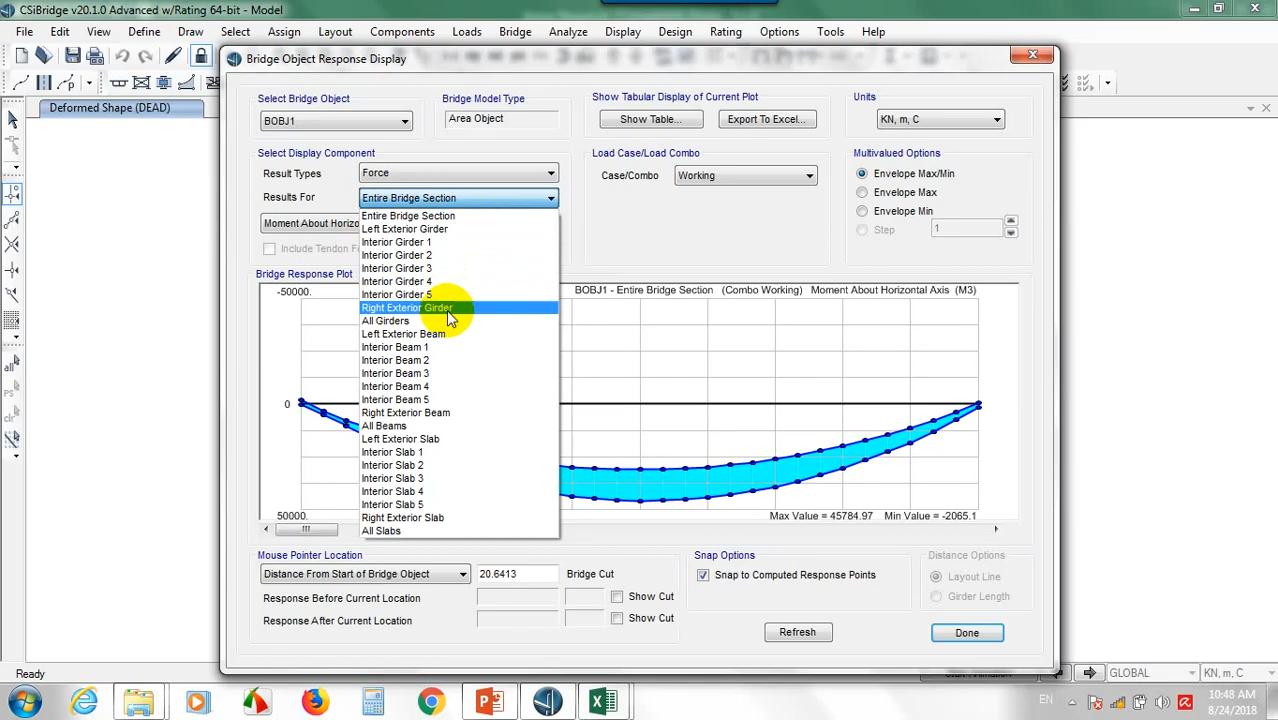 CSiBridge v20.1.0 Advanced w/Rating 64-bit - Model
File Edit View Define Draw Select Assign Layout Components Loads Bridge Analyze Display Design Rating Options Tools Help
Bridge Object Response Display
Deformed Shape (DEAD)
Select Bridge Object
BOBJ1
Bridge Model Type
Area Object
Show Tabular Display of Current Plot
Show Table...
Export To Excel...
Units
KN, m, C
Select Display Component
Result Types
Force
Results For
Entire Bridge Section
Moment About Horizo
Include Tendon F
Load Case/Load Combo
Case/Combo
Working
Multivalued Options
Envelope Max/Min
Envelope Max
Envelope Min
Step
1
Entire Bridge Section
Left Exterior Girder
Interior Girder 1
Interior Girder 2
Interior Girder 3
Interior Girder 4
Interior Girder 5
Right Exterior Girder
All Girders
Left Exterior Beam
Interior Beam 1
Interior Beam 2
Interior Beam 3
Interior Beam 4
Interior Beam 5
Right Exterior Beam
All Beams
Left Exterior Slab
Interior Slab 1
Interior Slab 2
Interior Slab 3
Interior Slab 4
Interior Slab 5
Right Exterior Slab
All Slabs
Bridge Response Plot
-50000.
BOBJ1 - Entire Bridge Section (Combo Working) Moment About Horizontal Axis (M3)
0
50000.
Max Value = 45784.97 Min Value = -2065.1
Mouse Pointer Location
Distance From Start of Bridge Object
20.6413
Bridge Cut
Response Before Current Location
Show Cut
Response After Current Location
Show Cut
Snap Options
Snap to Computed Response Points
Distance Options
Layout Line
Girder Length
Refresh
Done
Ready
GLOBAL
KN, m, C
EN
10:48 AM
8/24/2018